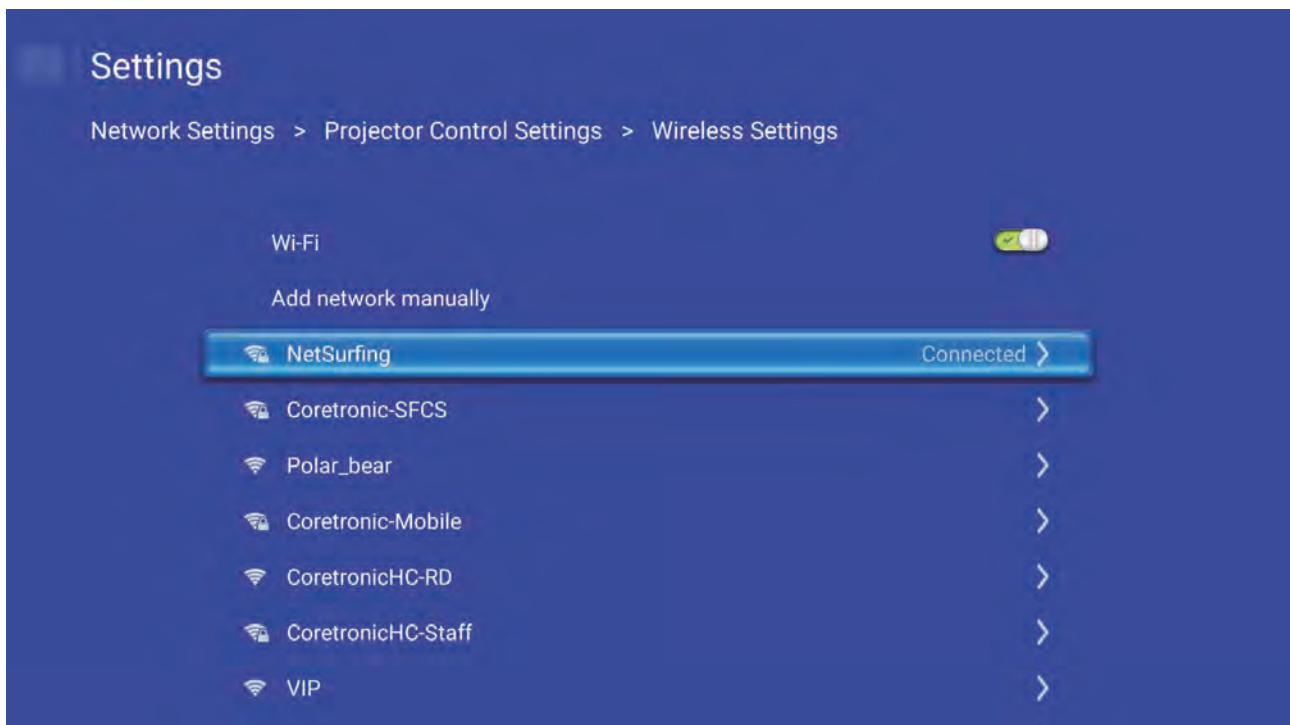 Settings
Network Settings > Projector Control Settings > Wireless Settings
Wi-Fi
Add network manually
NetSurfing Connected >
Coretronic-SFCS >
Polar_bear >
Coretronic-Mobile >
CoretronicHC-RD >
CoretronicHC-Staff >
VIP >